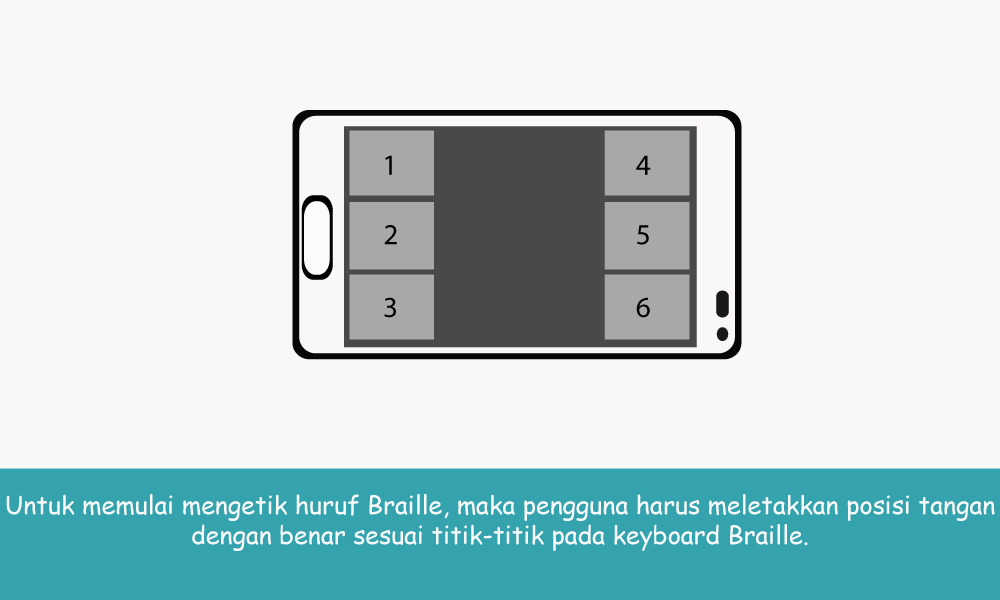 1 4
2 5
3 6
Untuk memulai mengetik huruf Braille, maka pengguna harus meletakkan posisi tangan
dengan benar sesuai titik-titik pada keyboard Braille.